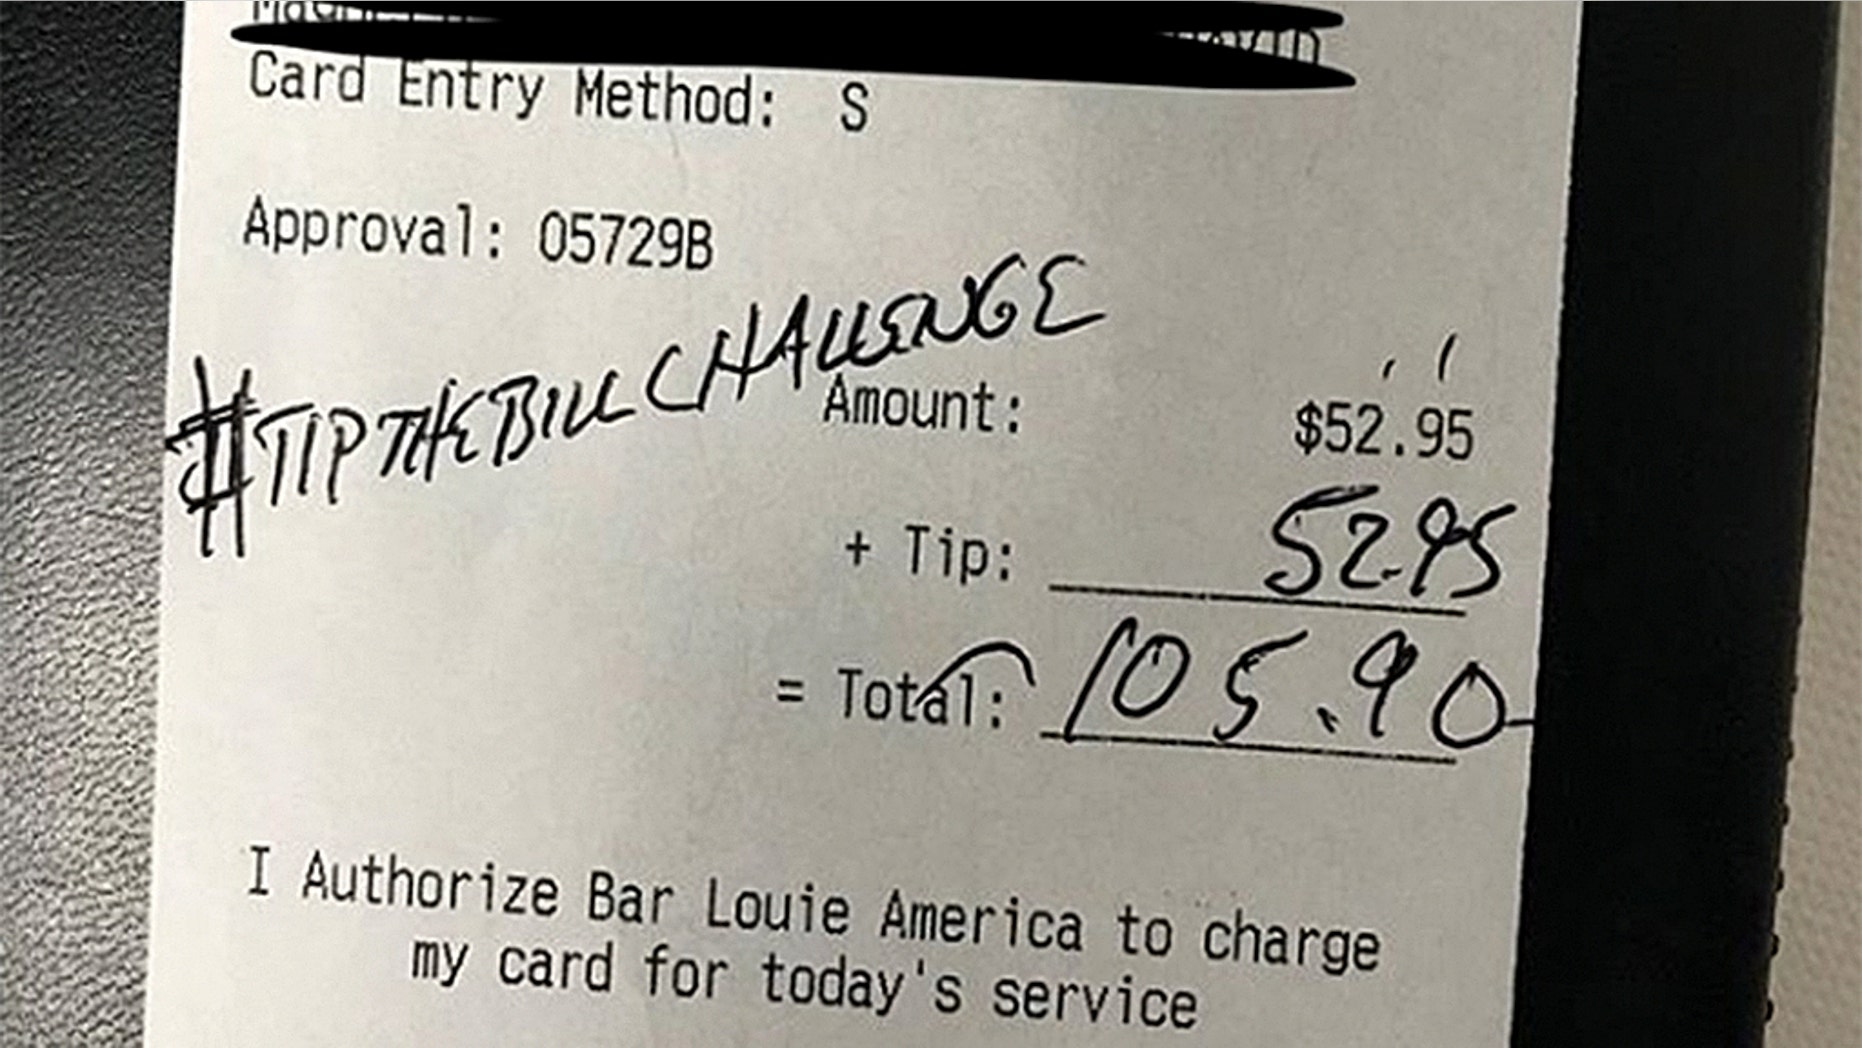 Card Entry Method: S
Approval: 05729B
#TIPTHEBILLCHALLENGE
Amount: $52.95
+ Tip: 52.95
= Total: 105.90
I Authorize Bar Louie America to charge
my card for today's service